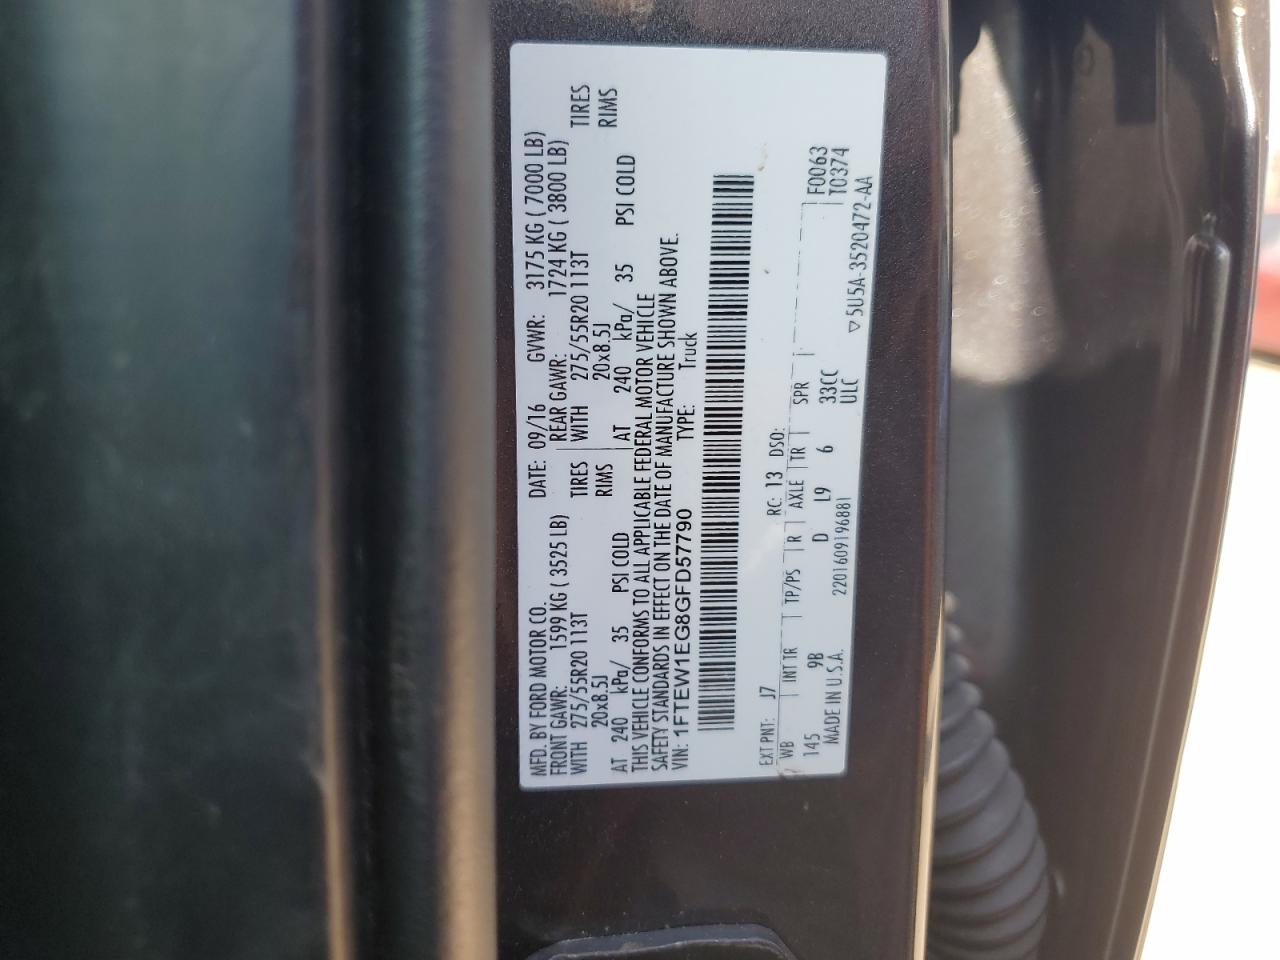 MFD. BY FORD MOTOR CO. DATE: 09/16 GVWR: 3175 KG ( 7000 LB)
FRONT GAWR: 1599 KG ( 3525 LB) REAR GAWR: 1724 KG ( 3800 LB)
WITH 275/55R20 113T TIRES WITH 275/55R20 113T TIRES
20x8.5J RIMS 20x8.5J RIMS
AT 240 kPa/ 35 PSI COLD AT 240 kPa/ 35 PSI COLD
THIS VEHICLE CONFORMS TO ALL APPLICABLE FEDERAL MOTOR VEHICLE
SAFETY STANDARDS IN EFFECT ON THE DATE OF MANUFACTURE SHOWN ABOVE.
VIN: 1FTEW1EG8GFD57790 TYPE: Truck
EXT PNT: J7 RC: 13 DSO: F0063
WB INT TR TP/PS R AXLE TR SPR T0374
145 9B D L9 6 33CC
MADE IN U.S.A. 220160919688 1 ULC
▽5U5A-3520472-AA